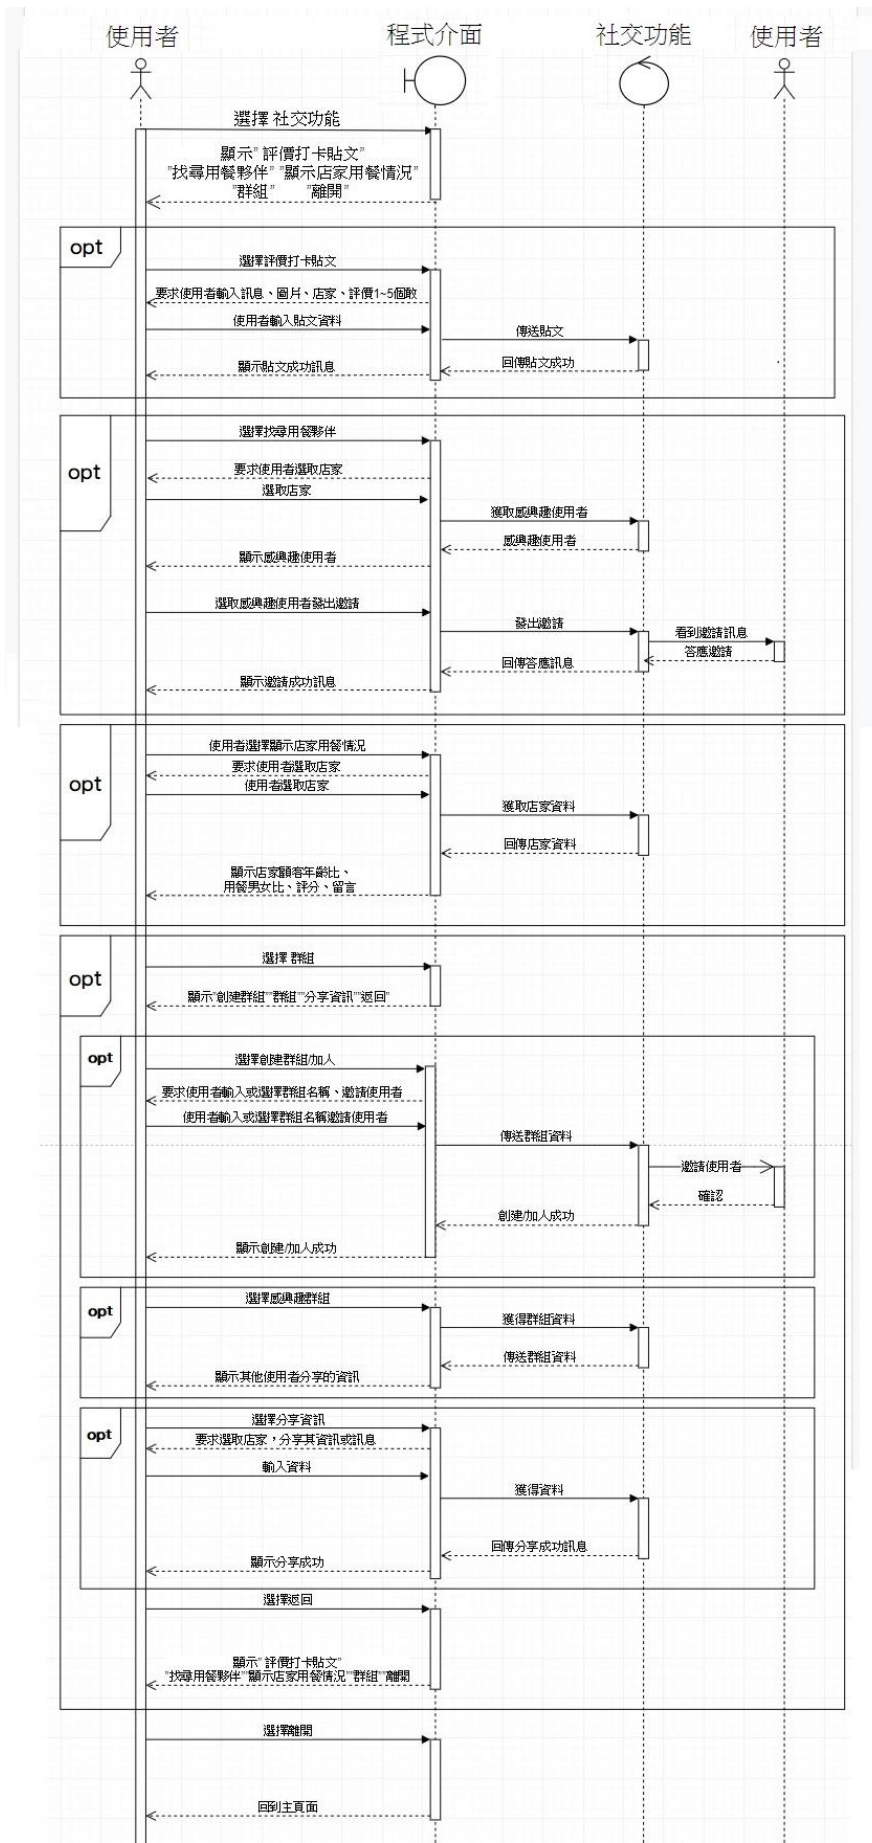 使用者 程式介面 社交功能 使用者
選擇 社交功能
顯示" 評價打卡貼文"
"找尋用餐夥伴" "顯示店家用餐情況"
"群組" "離開"
opt
選擇評價打卡貼文
要求使用者輸入訊息、圖片、店家、評價1~5個
使用者輸入貼文資料
傳送貼文
回傳貼文成功
顯示貼文成功訊息
opt
選擇找尋用餐夥伴
要求使用者選取店家
選取店家
獲取感興趣使用者
感興趣使用者
顯示感興趣使用者
選取感興趣使用者發出邀請
發出邀請
看到邀請訊息
答應邀請
回傳答應訊息
顯示邀請成功訊息
opt
使用者選擇顯示店家用餐情況
要求使用者選取店家
使用者選取店家
獲取店家資料
回傳店家資料
顯示店家顧客年齡比、
用餐男女比、評分、留言
opt
選擇 群組
顯示"創建群組""群組""分享資訊""返回"
opt
選擇創建群組/加人
要求使用者輸入或選擇群組名稱、邀請使用者
使用者輸入或選擇群組名稱邀請使用者
傳送群組資料
邀請使用者
確認
創建/加人成功
顯示創建/加人成功
opt
選擇感興趣群組
獲得群組資料
傳送群組資料
顯示其他使用者分享的資訊
opt
選擇分享資訊
要求選取店家，分享其資訊或訊息
輸入資料
獲得資料
回傳分享成功訊息
顯示分享成功
選擇返回
顯示" 評價打卡貼文"
"找尋用餐夥伴""顯示店家用餐情況""群組""離開
選擇離開
回到主頁面